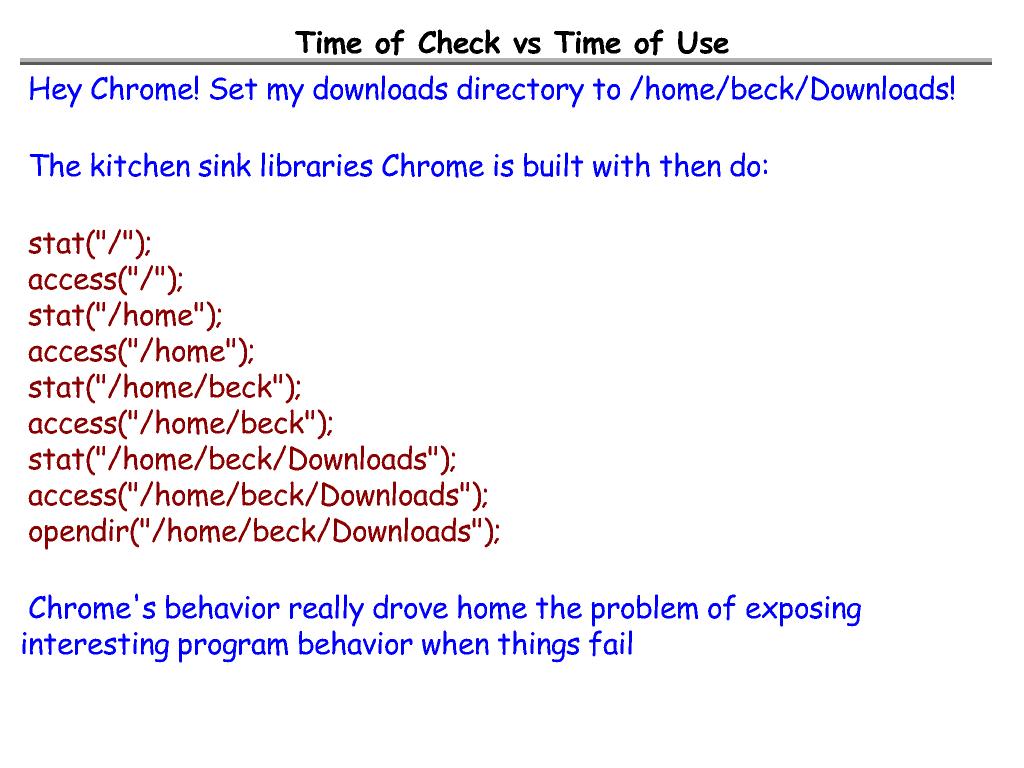 Time of Check vs Time of Use
Hey Chrome! Set my downloads directory to /home/beck/Downloads!
The kitchen sink libraries Chrome is built with then do:
stat("/");
access("/");
stat("/home");
access("/home");
stat("/home/beck");
access("/home/beck");
stat("/home/beck/Downloads");
access("/home/beck/Downloads");
opendir("/home/beck/Downloads");
Chrome's behavior really drove home the problem of exposing
interesting program behavior when things fail